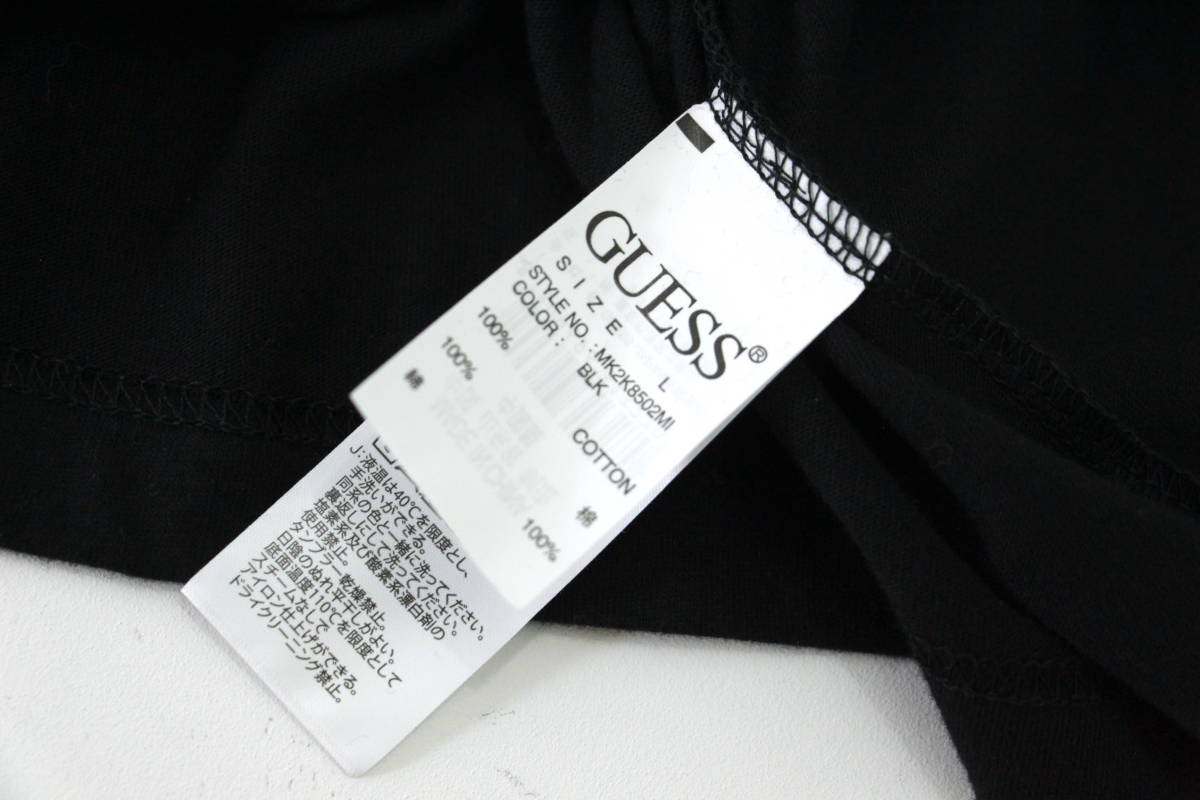 GUESS®
SIZE : L
STYLE NO. : MK2K8502MI
COLOR : BLK
100% COTTON
100% 棉
100%
J:液温は40℃を限度とし、
手洗いができる。
同系の色と一緒に洗ってください。
裏返しにして洗ってください。
塩素系及び酸素系漂白剤の
使用禁止。
タンブラー乾燥禁止。
日陰のぬれ平干しがよい。
底面温度110℃を限度として
スチームなしで
アイロン仕上げができる。
ドライクリーニング禁止。